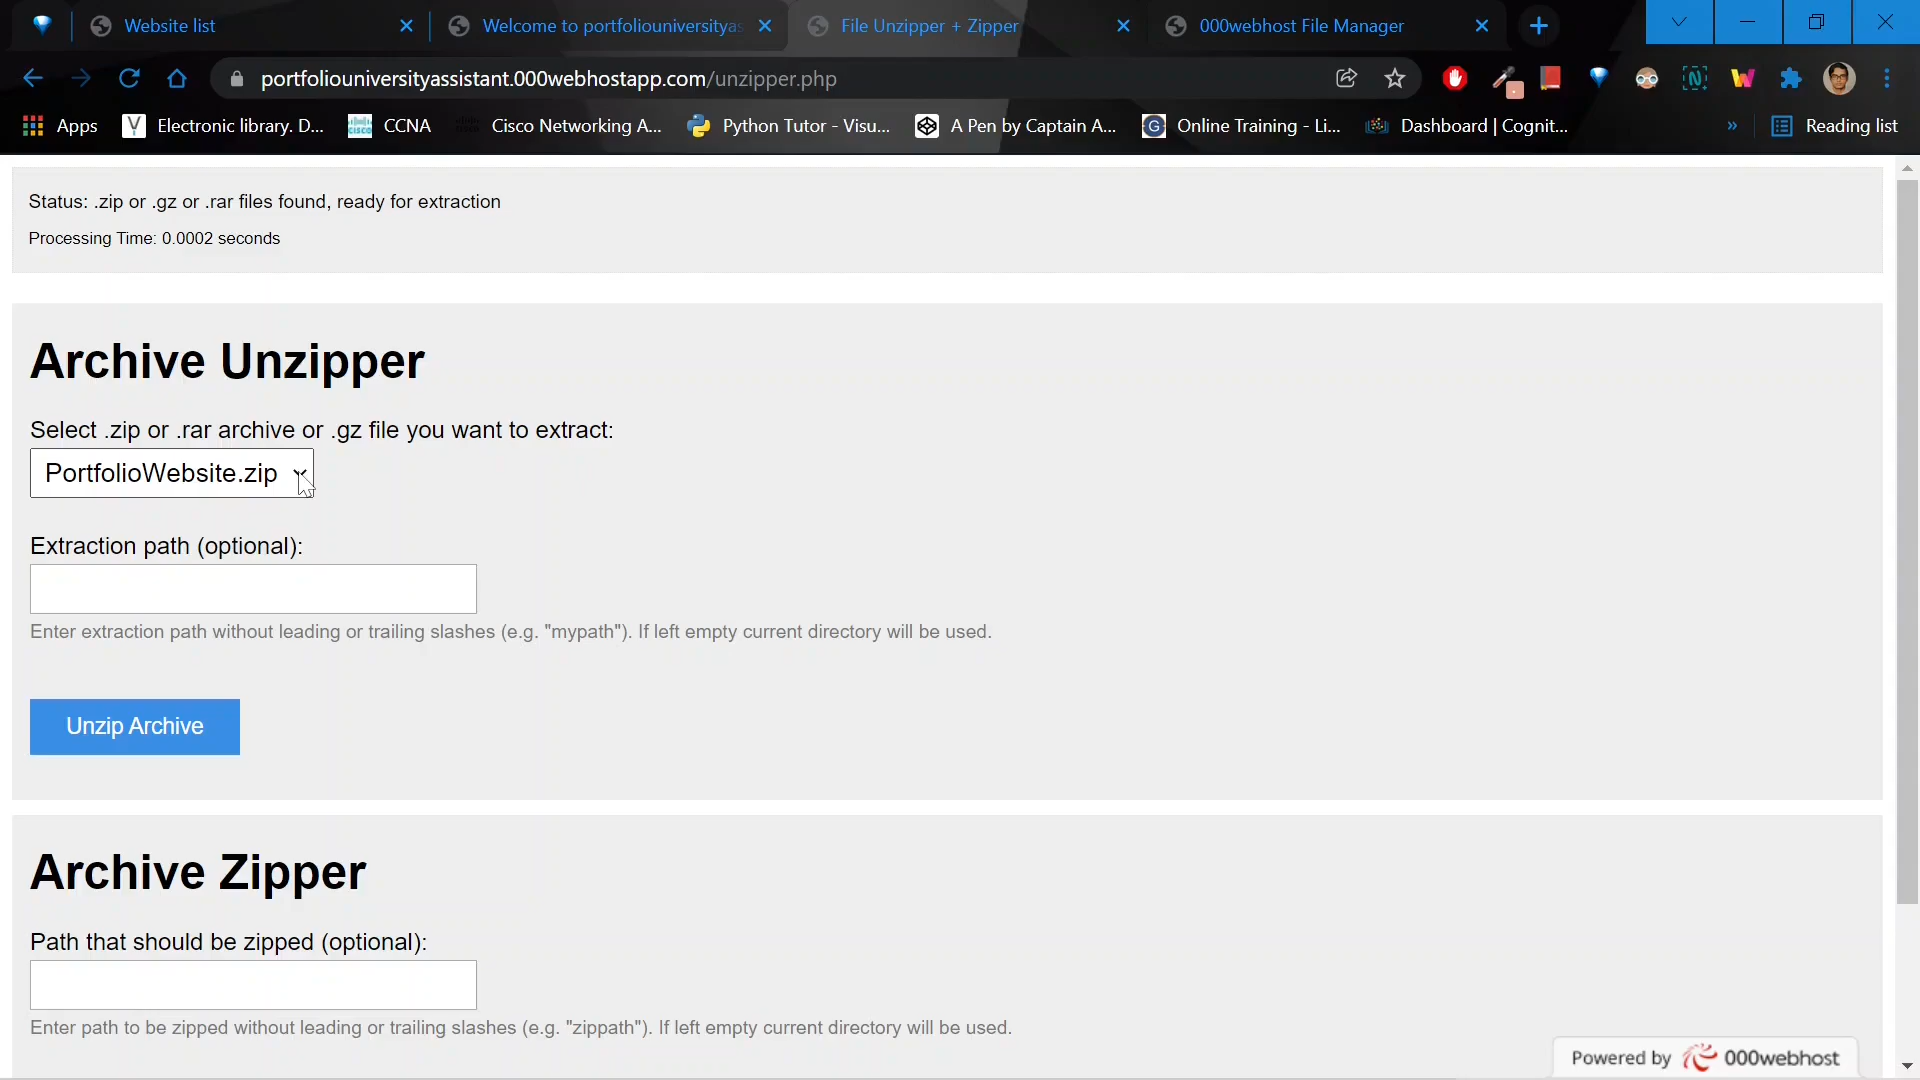 Website list
Welcome to portfoliouniversityas
File Unzipper + Zipper
000webhost File Manager
portfoliouniversityassistant.000webhostapp.com/unzipper.php
Apps
Electronic library. D...
CCNA
Cisco Networking A...
Python Tutor - Visu...
A Pen by Captain A...
Online Training - Li...
Dashboard | Cognit...
»
Reading list
Status: .zip or .gz or .rar files found, ready for extraction
Processing Time: 0.0002 seconds
Archive Unzipper
Select .zip or .rar archive or .gz file you want to extract:
PortfolioWebsite.zip
Extraction path (optional):
Enter extraction path without leading or trailing slashes (e.g. "mypath"). If left empty current directory will be used.
Unzip Archive
Archive Zipper
Path that should be zipped (optional):
Enter path to be zipped without leading or trailing slashes (e.g. "zippath"). If left empty current directory will be used.
Powered by 000webhost